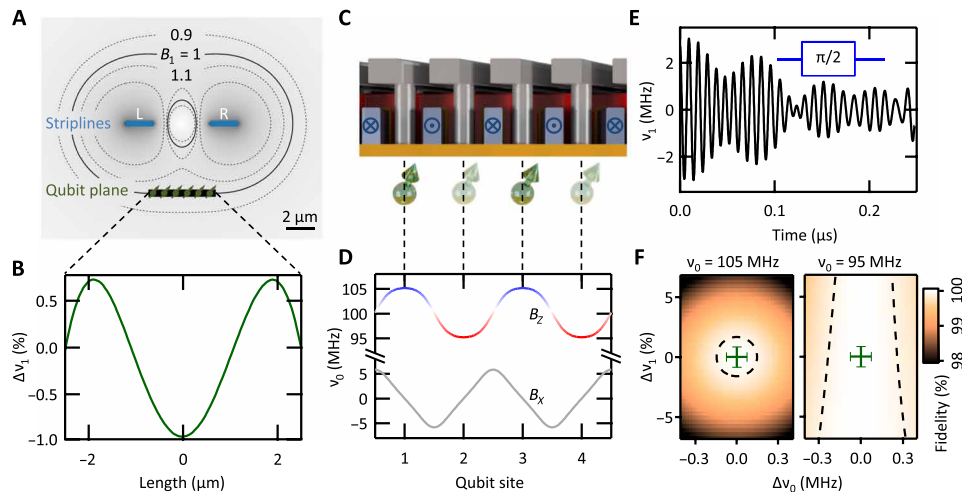 A
0.9
B1 = 1
1.1
L
R
Striplines
Qubit plane
2 μm
B
0.5
0.0
−0.5
−1.0
Δν1 (%)
−2
0
2
Length (μm)
C
D
105
100
95
5
0
−5
ν0 (MHz)
BZ
BX
1
2
3
4
Qubit site
E
π/2
2
0
−2
ν1 (MHz)
0.0
0.1
0.2
Time (μs)
F
ν0 = 105 MHz
ν0 = 95 MHz
5
0
−5
Δν1 (%)
−0.3
0.0
0.3
−0.3
0.0
0.3
Δν0 (MHz)
100
99
98
Fidelity (%)